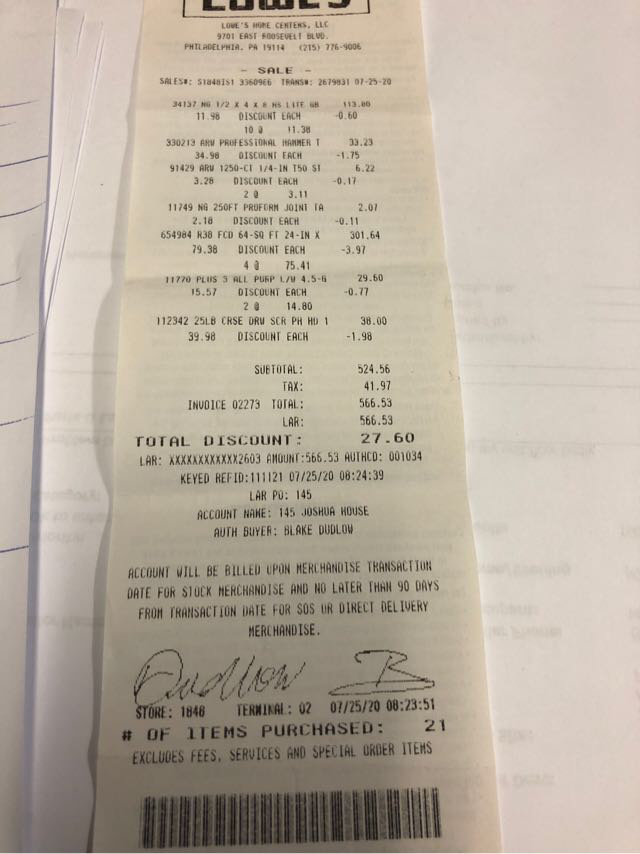 LOWE'S
LOWE'S HOME CENTERS, LLC
9701 EAST ROOSEVELT BLVD.
PHILADELPHIA, PA 19114 (215) 776-9006
- SALE -
SALES#: S1848IS1 3360966 TRANS#: 2679831 07-25-20
34137 NG 1/2 X 4 X 8 HS LITE GB 113.80
11.98 DISCOUNT EACH -0.60
10 @ 11.38
330213 ARW PROFESSIONAL HAMMER T 33.23
34.98 DISCOUNT EACH -1.75
91429 ARW 1250-CT 1/4-IN T50 ST 6.22
3.28 DISCOUNT EACH -0.17
2 @ 3.11
11749 NG 250FT PROFORM JOINT TA 2.07
2.18 DISCOUNT EACH -0.11
654984 R38 FCD 64-SQ FT 24-IN X 301.64
79.38 DISCOUNT EACH -3.97
4 @ 75.41
11770 PLUS 3 ALL PURP L/W 4.5-G 29.60
15.57 DISCOUNT EACH -0.77
2 @ 14.80
112342 25LB CRSE DRW SCR PH HD 1 38.00
39.98 DISCOUNT EACH -1.98
SUBTOTAL: 524.56
TAX: 41.97
INVOICE 02273 TOTAL: 566.53
LAR: 566.53
TOTAL DISCOUNT: 27.60
LAR: XXXXXXXXXXXX2603 AMOUNT:566.53 AUTHCD: 001034
KEYED REFID:111121 07/25/20 08:24:39
LAR PO: 145
ACCOUNT NAME: 145 JOSHUA HOUSE
AUTH BUYER: BLAKE DUDLOW
ACCOUNT WILL BE BILLED UPON MERCHANDISE TRANSACTION
DATE FOR STOCK MERCHANDISE AND NO LATER THAN 90 DAYS
FROM TRANSACTION DATE FOR SOS OR DIRECT DELIVERY
MERCHANDISE.
Dudlow B
STORE: 1848 TERMINAL: 02 07/25/20 08:23:51
# OF ITEMS PURCHASED: 21
EXCLUDES FEES, SERVICES AND SPECIAL ORDER ITEMS